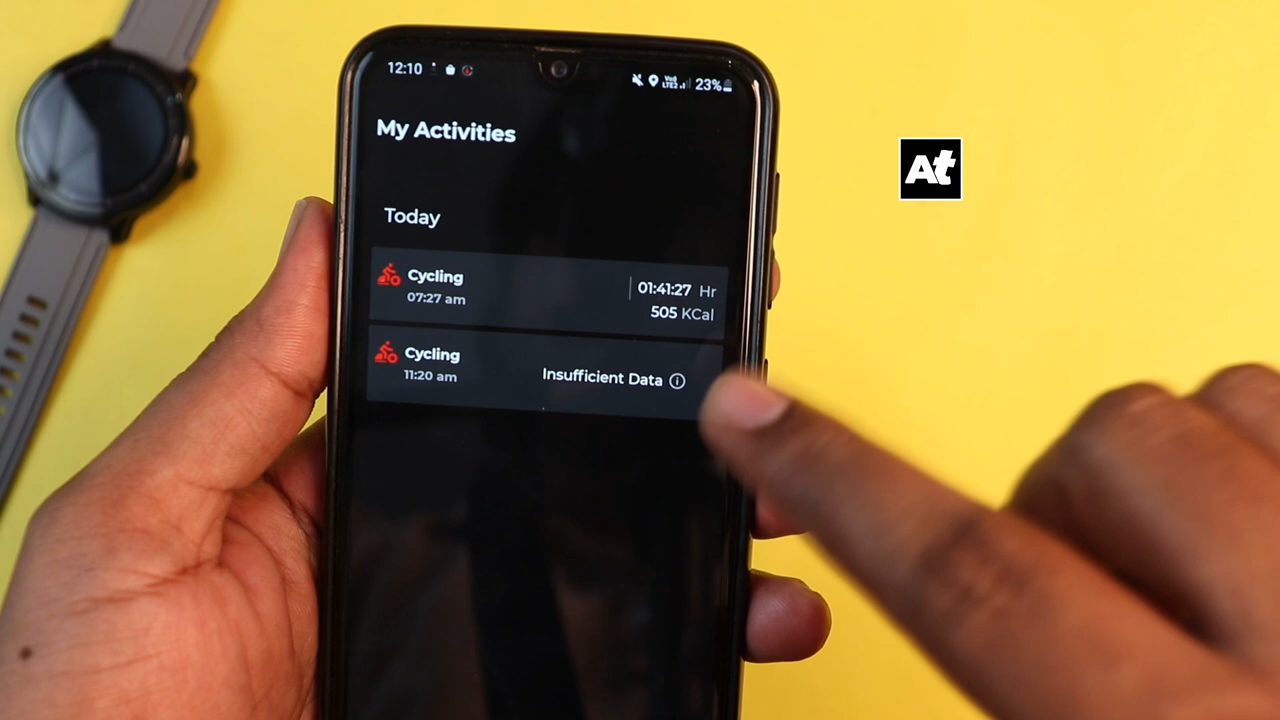 12:10
23%
My Activities
Today
Cycling
07:27 am
01:41:27 Hr
505 KCal
Cycling
11:20 am
Insufficient Data
At